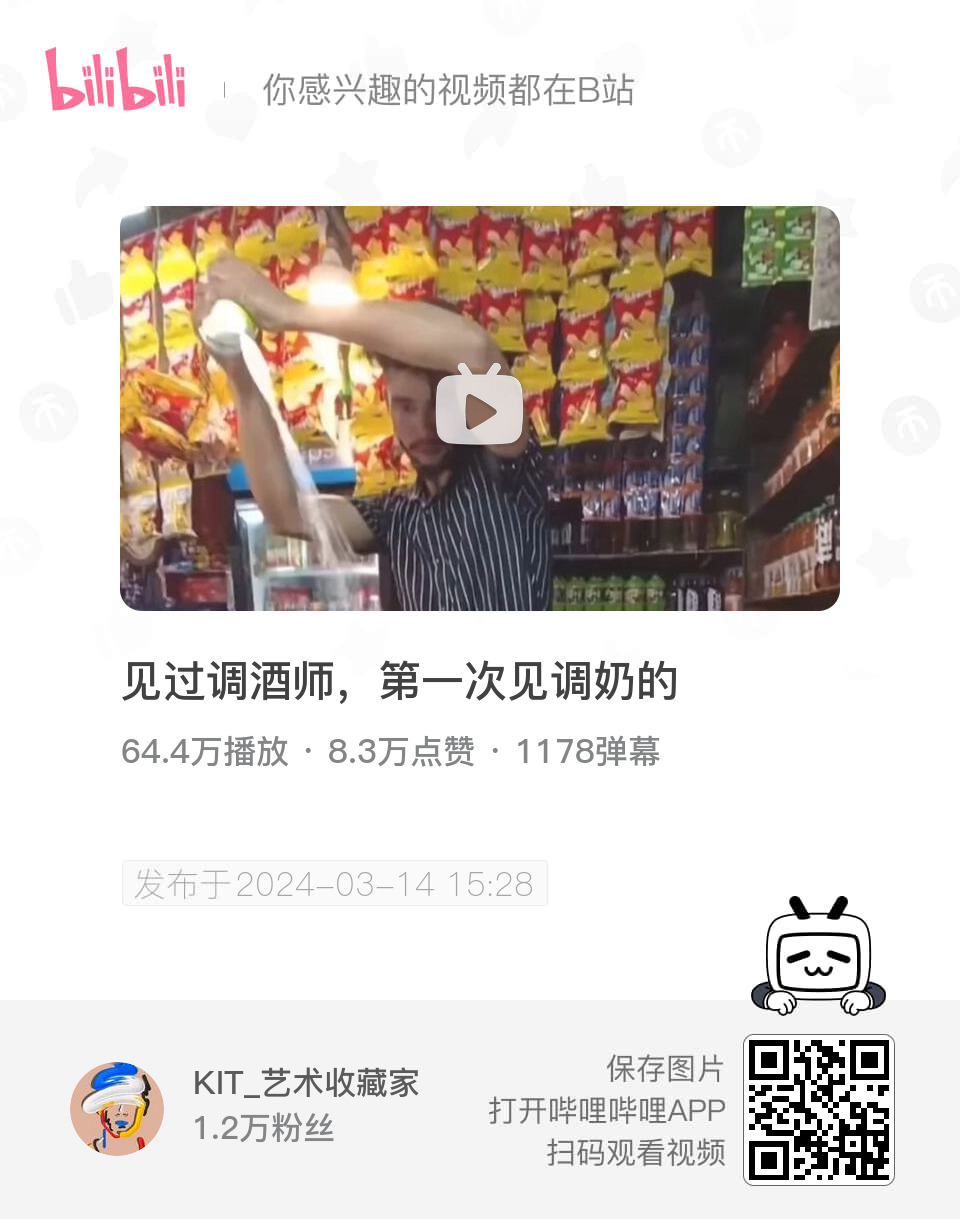 bilibili
你感兴趣的视频都在B站
见过调酒师，第一次见调奶的
64.4万播放 · 8.3万点赞 · 1178弹幕
发布于2024-03-14 15:28
KIT_艺术收藏家
1.2万粉丝
保存图片
打开哔哩哔哩APP
扫码观看视频